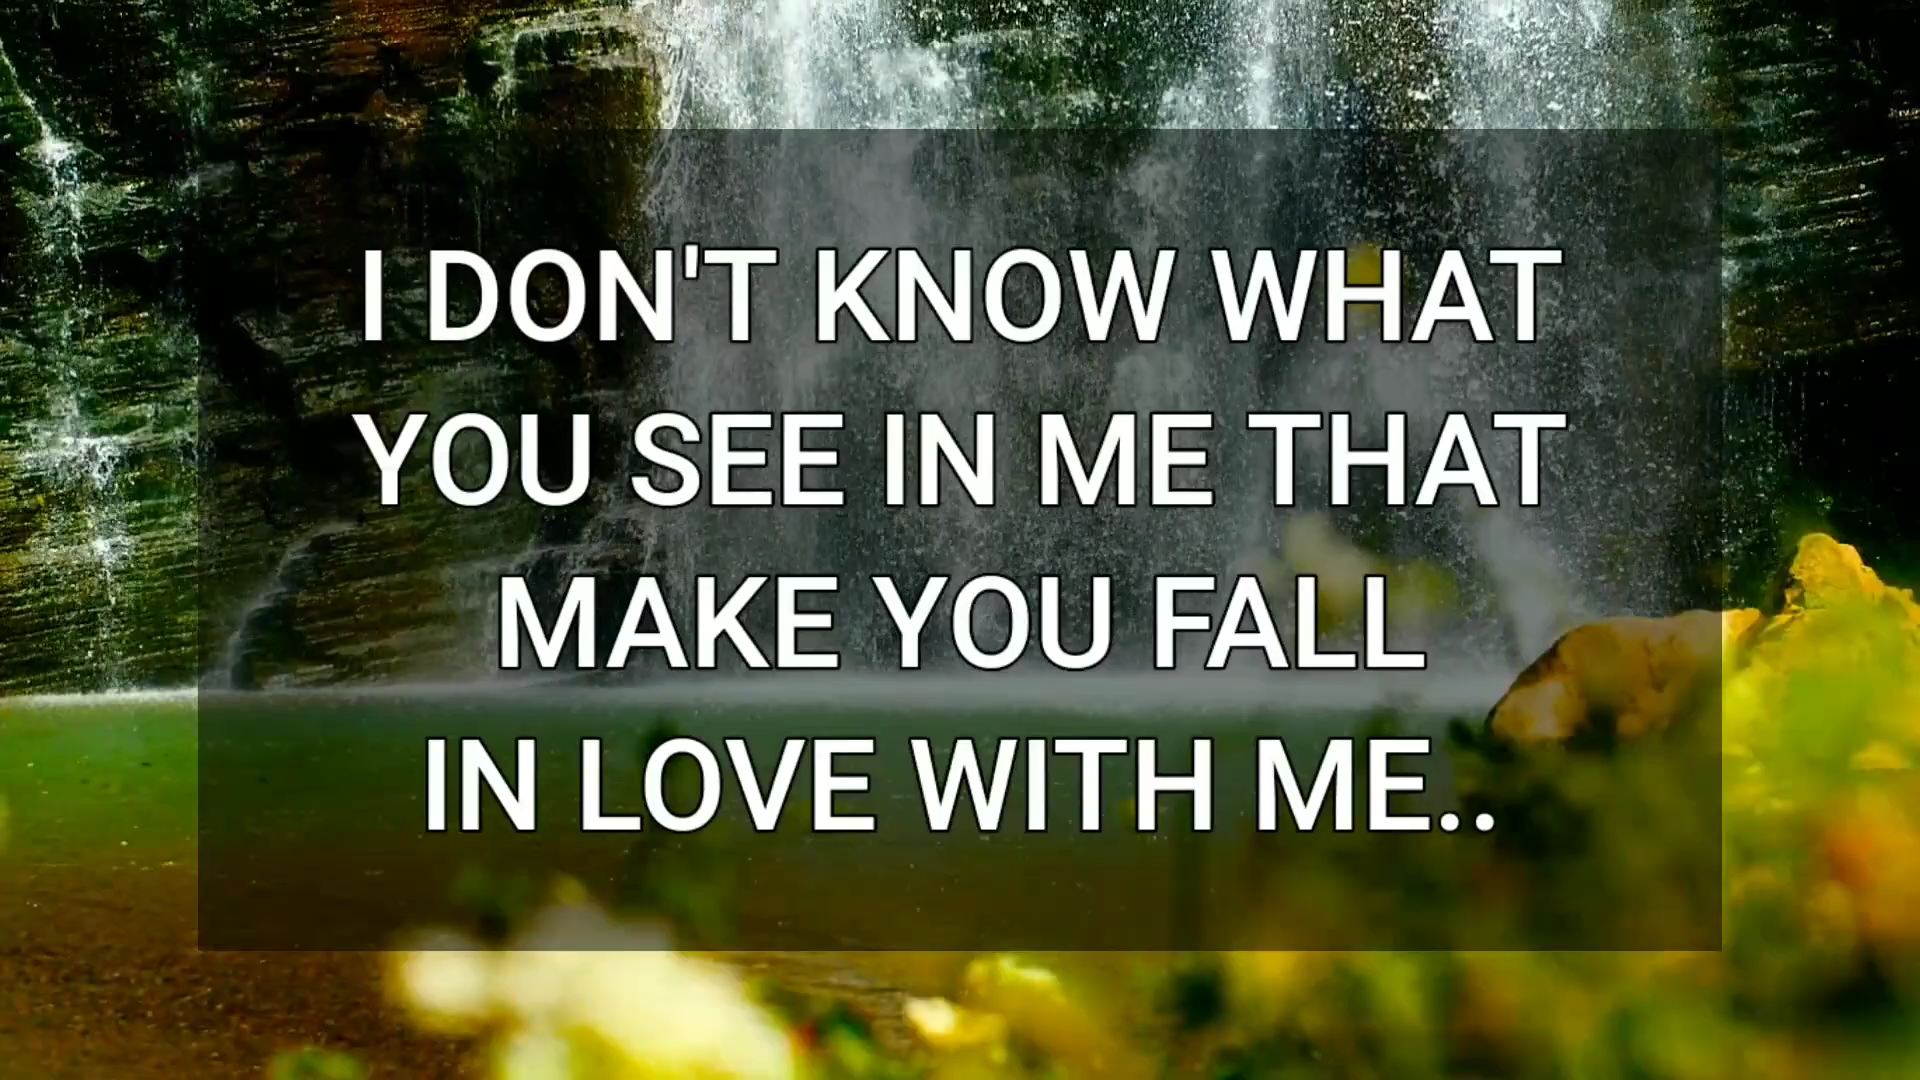 I DON'T KNOW WHAT
YOU SEE IN ME THAT
MAKE YOU FALL
IN LOVE WITH ME..